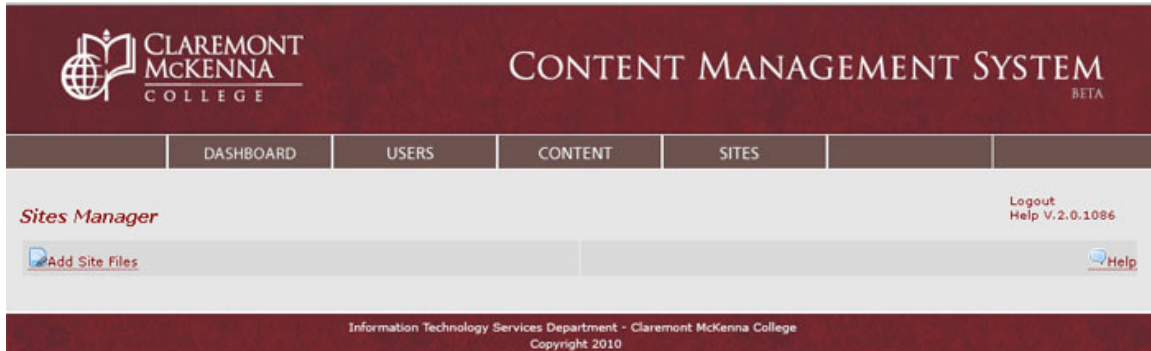 CLAREMONT
MCKENNA
COLLEGE
CONTENT MANAGEMENT SYSTEM
BETA
DASHBOARD USERS CONTENT SITES
Sites Manager
Logout
Help V.2.0.1086
Add Site Files
Help
Information Technology Services Department - Claremont McKenna College
Copyright 2010